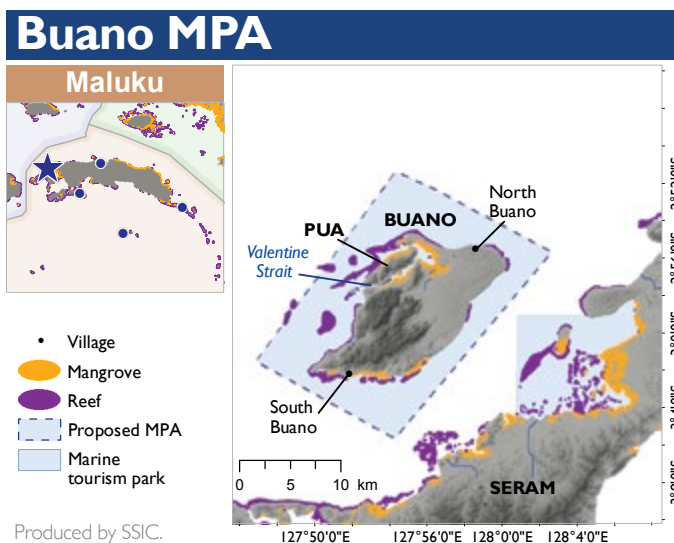 Buano MPA
Maluku
North
Buano
BUANO
PUA
Valentine
Strait
South
Buano
SERAM
Village
Mangrove
Reef
Proposed MPA
Marine
tourism park
0 5 10 km
127°50'0"E 127°56'0"E 128°0'0"E 128°4'0"E
Produced by SSIC.